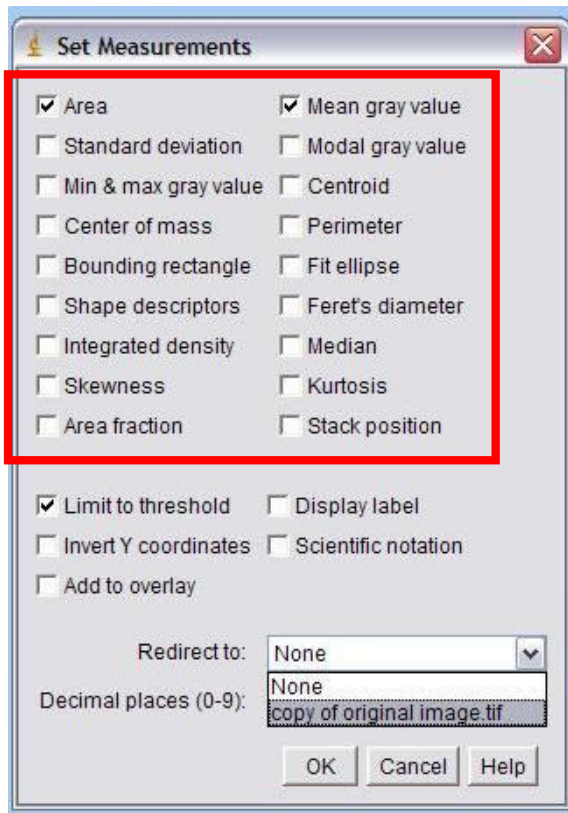 Set Measurements
Area Mean gray value
Standard deviation Modal gray value
Min & max gray value Centroid
Center of mass Perimeter
Bounding rectangle Fit ellipse
Shape descriptors Feret's diameter
Integrated density Median
Skewness Kurtosis
Area fraction Stack position
Limit to threshold Display label
Invert Y coordinates Scientific notation
Add to overlay
Redirect to: None
None
Decimal places (0-9): copy of original image.tif
OK Cancel Help